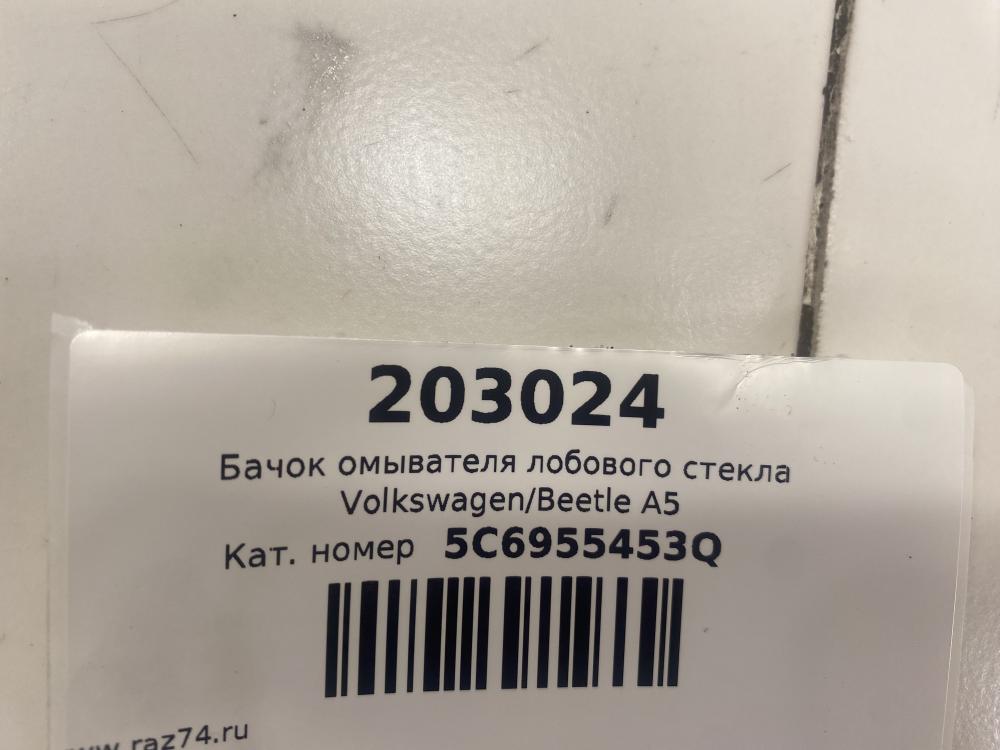 203024
Бачок омывателя лобового стекла
Volkswagen/Beetle A5
Кат. номер 5C6955453Q
www.raz74.ru